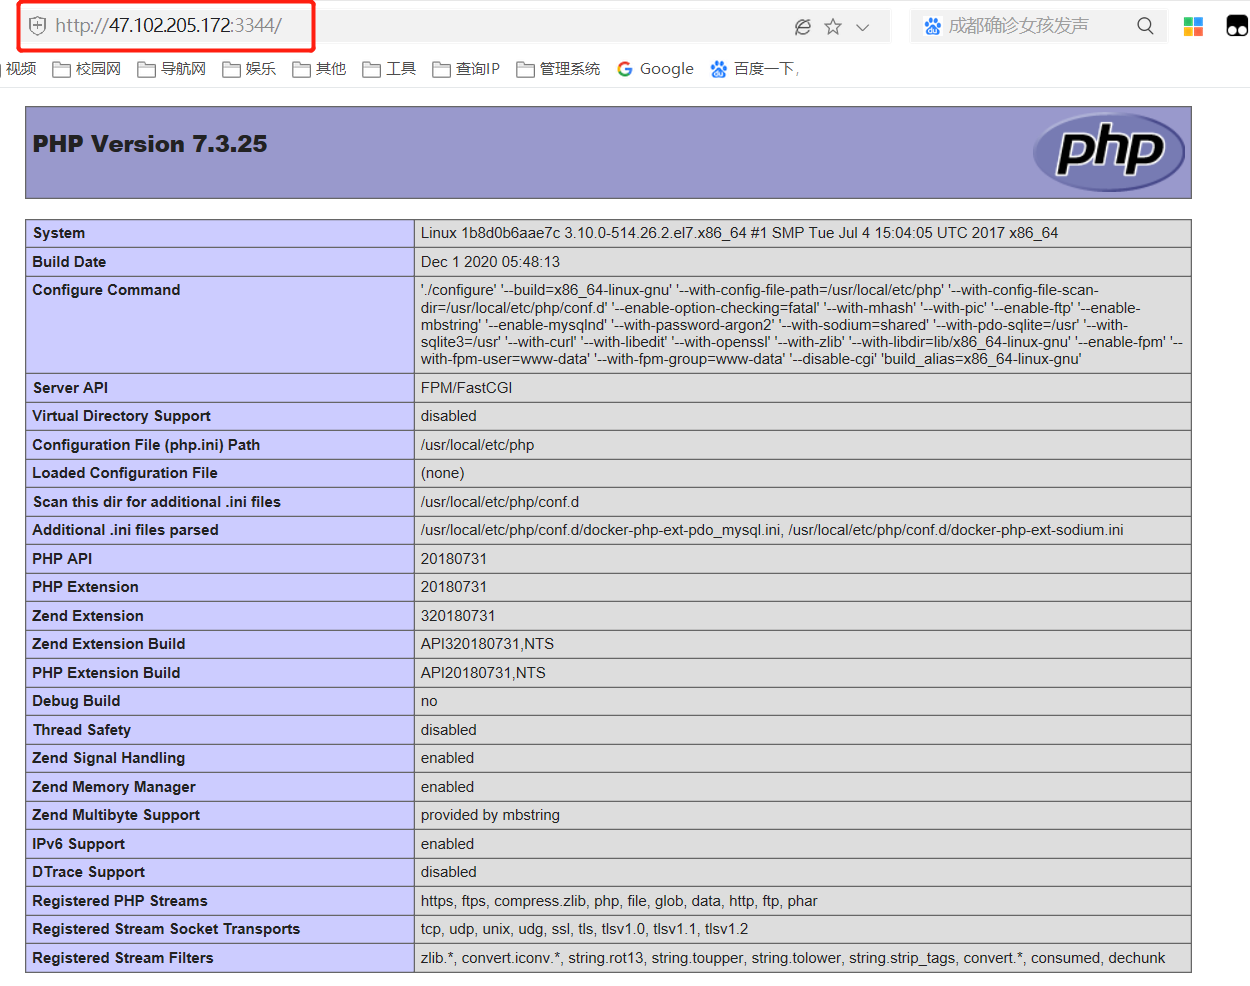 http://47.102.205.172:3344/
成都确诊女孩发声
视频 校园网 导航网 娱乐 其他 工具 查询IP 管理系统 Google 百度一下,
PHP Version 7.3.25
php
System Linux 1b8d0b6aae7c 3.10.0-514.26.2.el7.x86_64 #1 SMP Tue Jul 4 15:04:05 UTC 2017 x86_64
Build Date Dec 1 2020 05:48:13
Configure Command './configure' '--build=x86_64-linux-gnu' '--with-config-file-path=/usr/local/etc/php' '--with-config-file-scan-
dir=/usr/local/etc/php/conf.d' '--enable-option-checking=fatal' '--with-mhash' '--with-pic' '--enable-ftp' '--enable-
mbstring' '--enable-mysqlnd' '--with-password-argon2' '--with-sodium=shared' '--with-pdo-sqlite=/usr' '--with-
sqlite3=/usr' '--with-curl' '--with-libedit' '--with-openssl' '--with-zlib' '--with-libdir=lib/x86_64-linux-gnu' '--enable-fpm' '--
with-fpm-user=www-data' '--with-fpm-group=www-data' '--disable-cgi' 'build_alias=x86_64-linux-gnu'
Server API FPM/FastCGI
Virtual Directory Support disabled
Configuration File (php.ini) Path /usr/local/etc/php
Loaded Configuration File (none)
Scan this dir for additional .ini files /usr/local/etc/php/conf.d
Additional .ini files parsed /usr/local/etc/php/conf.d/docker-php-ext-pdo_mysql.ini, /usr/local/etc/php/conf.d/docker-php-ext-sodium.ini
PHP API 20180731
PHP Extension 20180731
Zend Extension 320180731
Zend Extension Build API320180731,NTS
PHP Extension Build API20180731,NTS
Debug Build no
Thread Safety disabled
Zend Signal Handling enabled
Zend Memory Manager enabled
Zend Multibyte Support provided by mbstring
IPv6 Support enabled
DTrace Support disabled
Registered PHP Streams https, ftps, compress.zlib, php, file, glob, data, http, ftp, phar
Registered Stream Socket Transports tcp, udp, unix, udg, ssl, tls, tlsv1.0, tlsv1.1, tlsv1.2
Registered Stream Filters zlib.*, convert.iconv.*, string.rot13, string.toupper, string.tolower, string.strip_tags, convert.*, consumed, dechunk